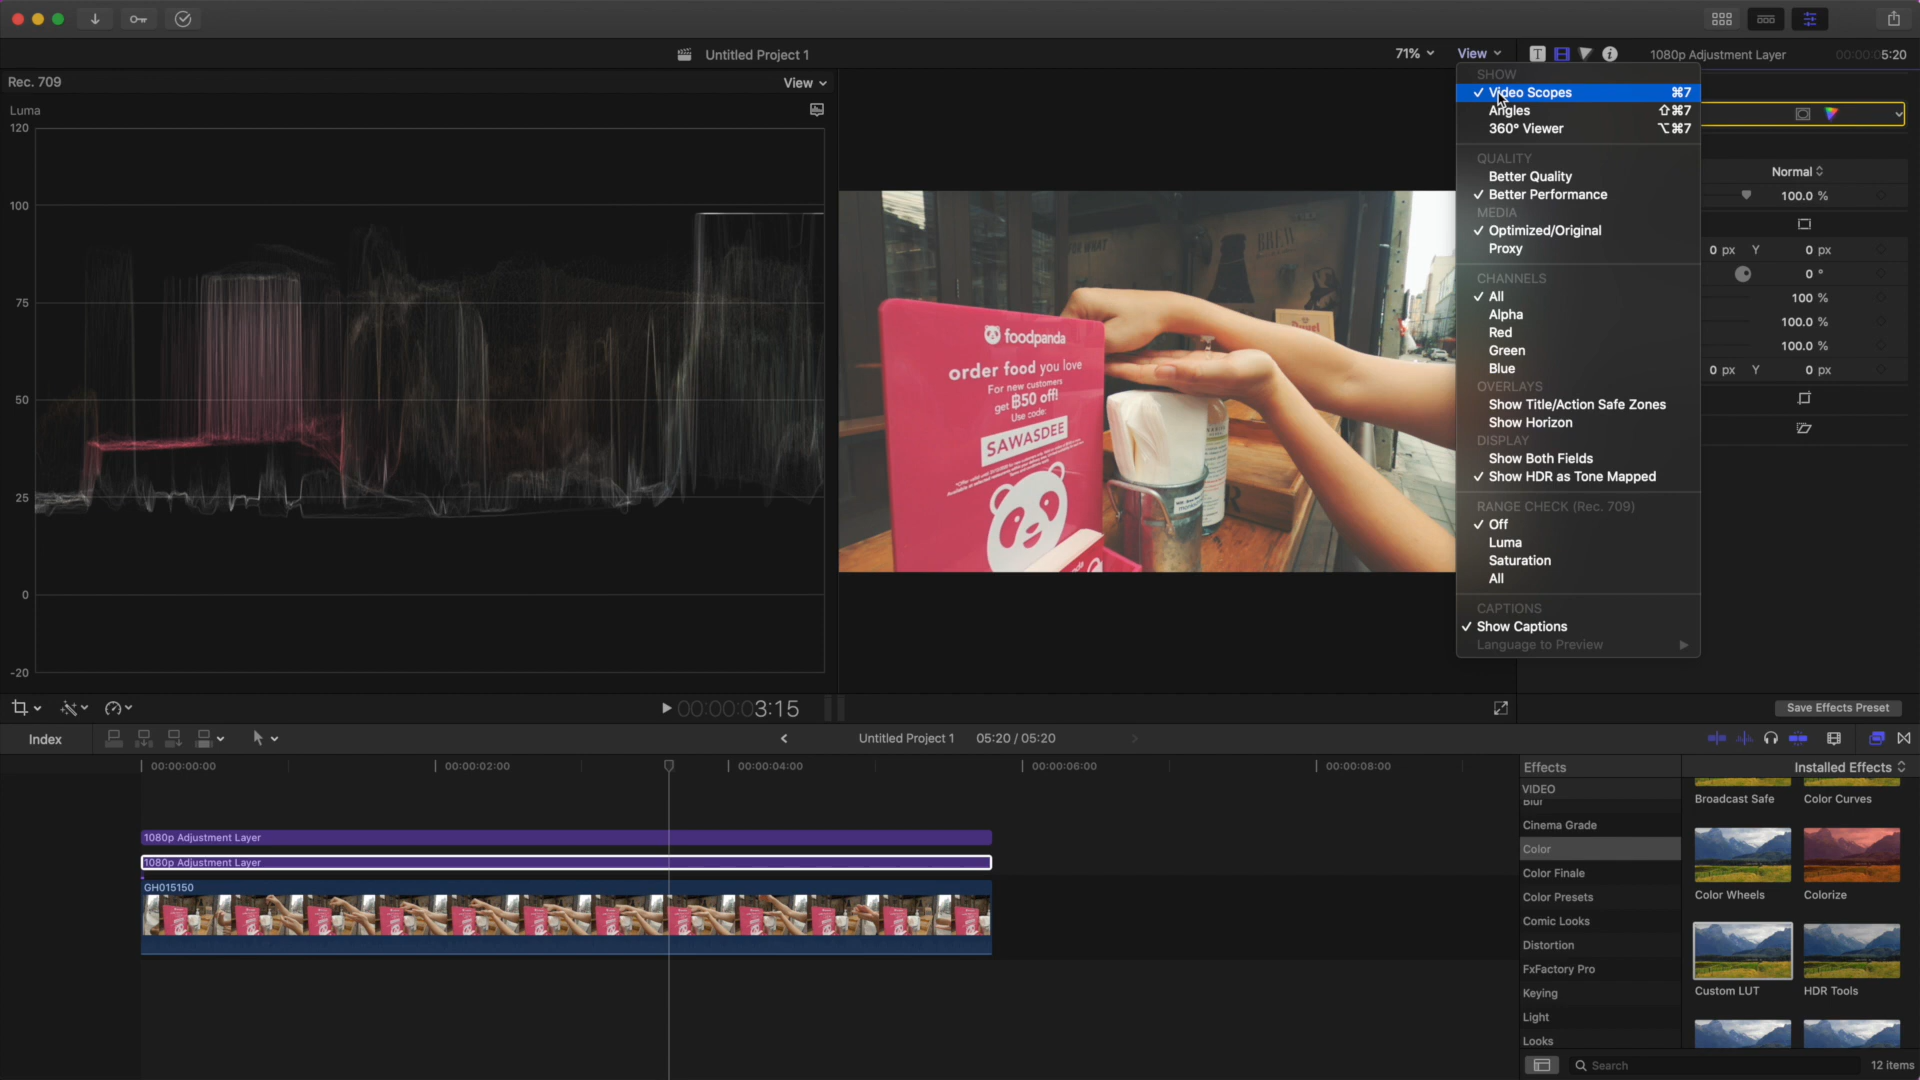 Untitled Project 1
71%
View
1080p Adjustment Layer
00:00:05:20
Rec. 709
View
Luma
120
100
75
50
25
0
-20
SHOW
✓ Video Scopes ⌘7
Angles ⇧⌘7
360° Viewer ⌥⌘7
QUALITY
Better Quality
✓ Better Performance
MEDIA
✓ Optimized/Original
Proxy
CHANNELS
✓ All
Alpha
Red
Green
Blue
OVERLAYS
Show Title/Action Safe Zones
Show Horizon
DISPLAY
Show Both Fields
✓ Show HDR as Tone Mapped
RANGE CHECK (Rec. 709)
✓ Off
Luma
Saturation
All
CAPTIONS
✓ Show Captions
Language to Preview
Normal
100.0 %
0 px Y 0 px
0 °
100 %
100.0 %
100.0 %
0 px Y 0 px
foodpanda
order food you love
For new customers
get ฿50 off!
Use code:
SAWASDEE
BREW
00:00:03:15
Save Effects Preset
Index
Untitled Project 1
05:20 / 05:20
00:00:00:00
00:00:02:00
00:00:04:00
00:00:06:00
00:00:08:00
1080p Adjustment Layer
1080p Adjustment Layer
GH015150
Effects
Installed Effects
VIDEO
Blur
Cinema Grade
Color
Color Finale
Color Presets
Comic Looks
Distortion
FxFactory Pro
Keying
Light
Looks
Broadcast Safe
Color Curves
Color Wheels
Colorize
Custom LUT
HDR Tools
Search
12 items